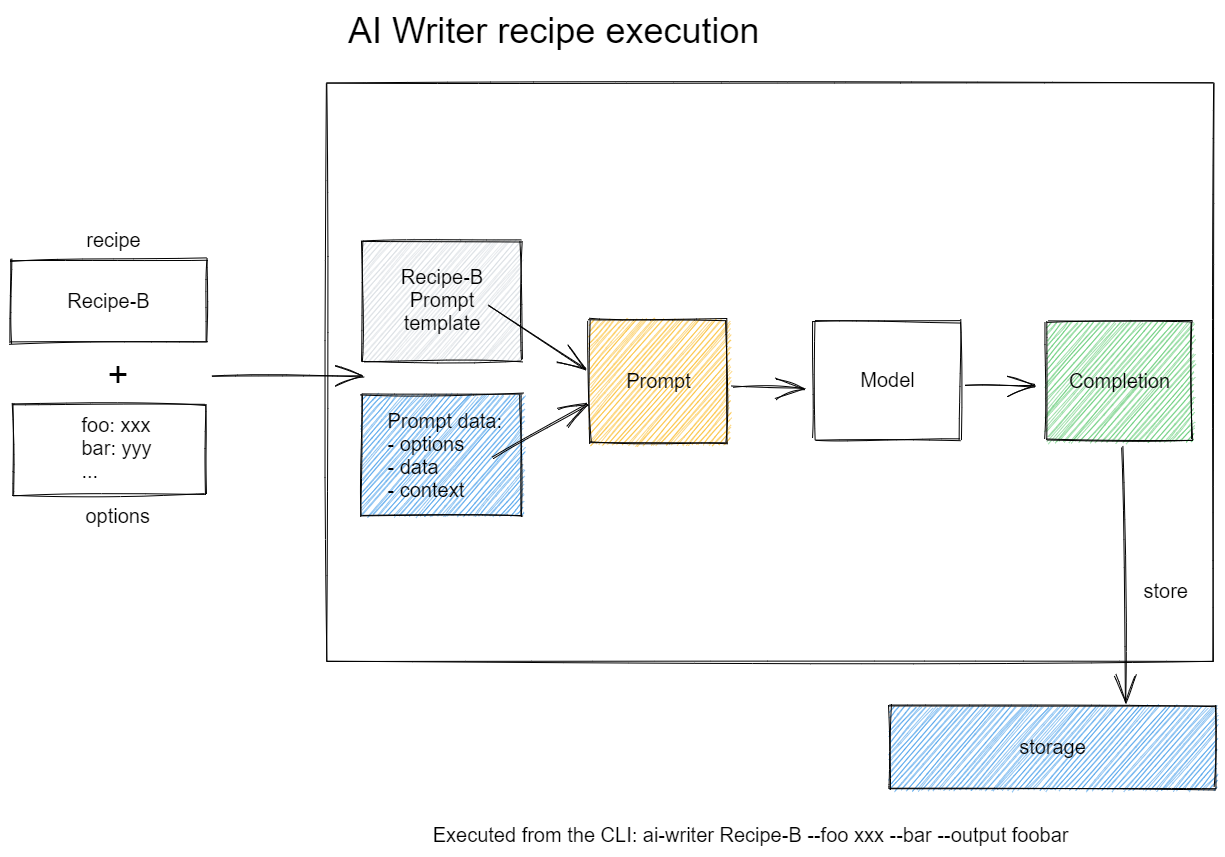 AI Writer recipe execution
recipe
Recipe-B
+
foo: xxx
bar: yyy
...
options
Recipe-B
Prompt
template
Prompt data:
- options
- data
- context
Prompt
Model
Completion
store
storage
Executed from the CLI: ai-writer Recipe-B --foo xxx --bar --output foobar